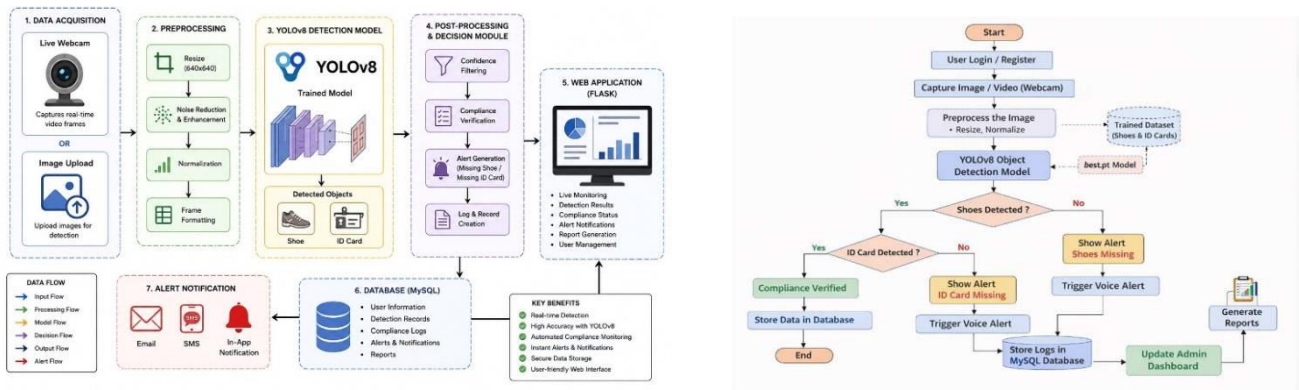 1. DATA ACQUISITION
Live Webcam
Captures real-time
video frames
OR
Image Upload
Upload images for
detection
2. PREPROCESSING
Resize
(640x640)
Noise Reduction
& Enhancement
Normalization
Frame
Formatting
3. YOLOv8 DETECTION MODEL
YOLOv8
Trained Model
Detected Objects
Shoe
ID Card
4. POST-PROCESSING
& DECISION MODULE
Confidence
Filtering
Compliance
Verification
Alert Generation
(Missing Shoe /
Missing ID Card)
Log & Record
Creation
5. WEB APPLICATION
(FLASK)
• Live Monitoring
• Detection Results
• Compliance Status
• Alert Notifications
• Report Generation
• User Management
DATA FLOW
Input Flow
Processing Flow
Model Flow
Decision Flow
Output Flow
Alert Flow
7. ALERT NOTIFICATION
Email
SMS
SMS
In-App
Notification
6. DATABASE (MySQL)
• User Information
• Detection Records
• Compliance Logs
• Alerts & Notifications
• Reports
KEY BENEFITS
Real-time Detection
High Accuracy with YOLOv8
Automated Compliance Monitoring
Instant Alerts & Notifications
Secure Data Storage
User-friendly Web Interface
Start
User Login / Register
Capture Image / Video (Webcam)
Preprocess the Image
• Resize, Normalize
Trained Dataset
(Shoes & ID Cards)
YOLOv8 Object
Detection Model
best.pt Model
Shoes Detected ?
Yes
No
ID Card Detected ?
Yes
No
Show Alert
Shoes Missing
Trigger Voice Alert
Compliance Verified
Show Alert
ID Card Missing
Store Data in Database
Trigger Voice Alert
End
Store Logs in
MySQL Database
Update Admin
Dashboard
Generate
Reports